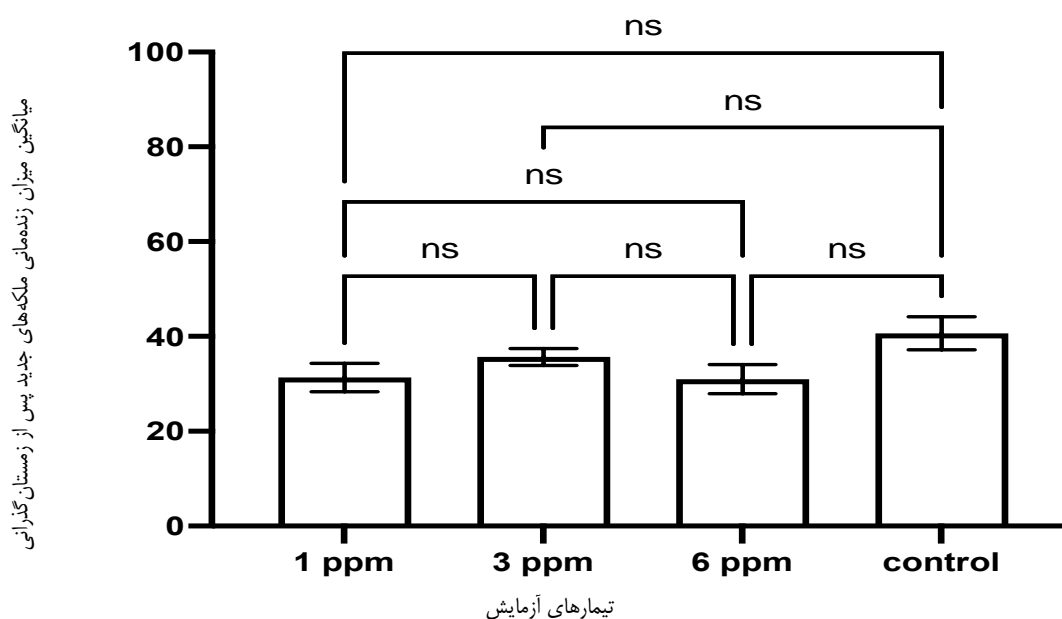 ns
100
ns
80
ns
60
ns
ns
ns
40
20
0
1 ppm
3 ppm
6 ppm
control
میانگین میزان زنده‌مانی ملکه‌های جدید پس از زمستان‌گذرانی
تیمارهای آزمایش